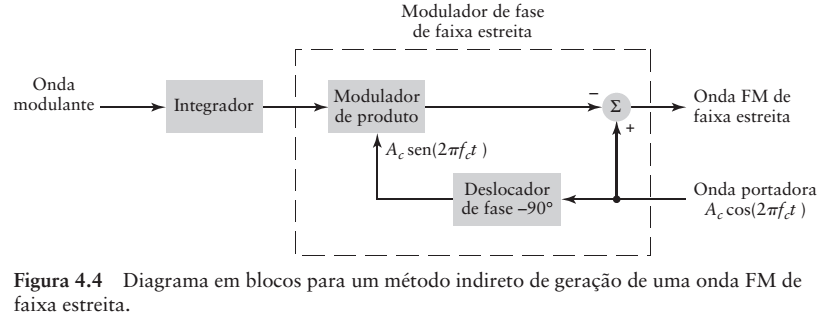 Modulador de fase
de faixa estreita
Onda
modulante
Integrador
Modulador
de produto
−
Σ
+
Onda FM de
faixa estreita
A_c sen(2πf_ct )
Deslocador
de fase −90°
Onda portadora
A_c cos(2πf_ct )
Figura 4.4 Diagrama em blocos para um método indireto de geração de uma onda FM de
faixa estreita.